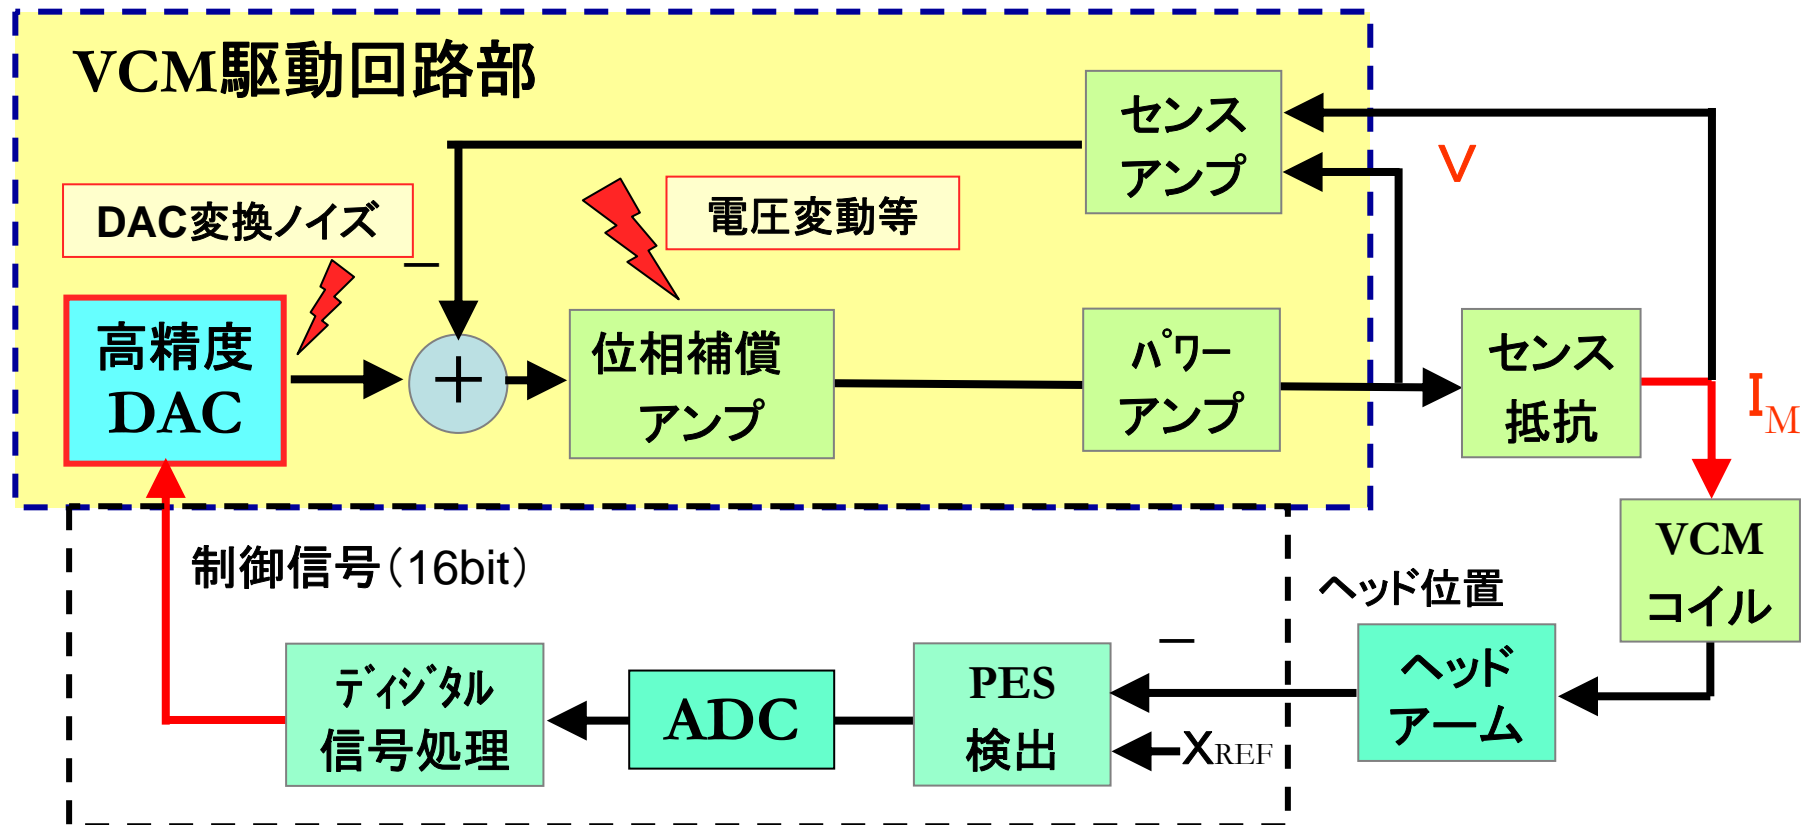 VCM駆動回路部
センス
アンプ
V
DAC変換ノイズ
電圧変動等
−
高精度
DAC
+
位相補償
アンプ
パワー
アンプ
センス
抵抗
IM
制御信号(16bit)
VCM
コイル
ヘッド位置
−
ディジタル
信号処理
ADC
PES
検出
XREF
ヘッド
アーム